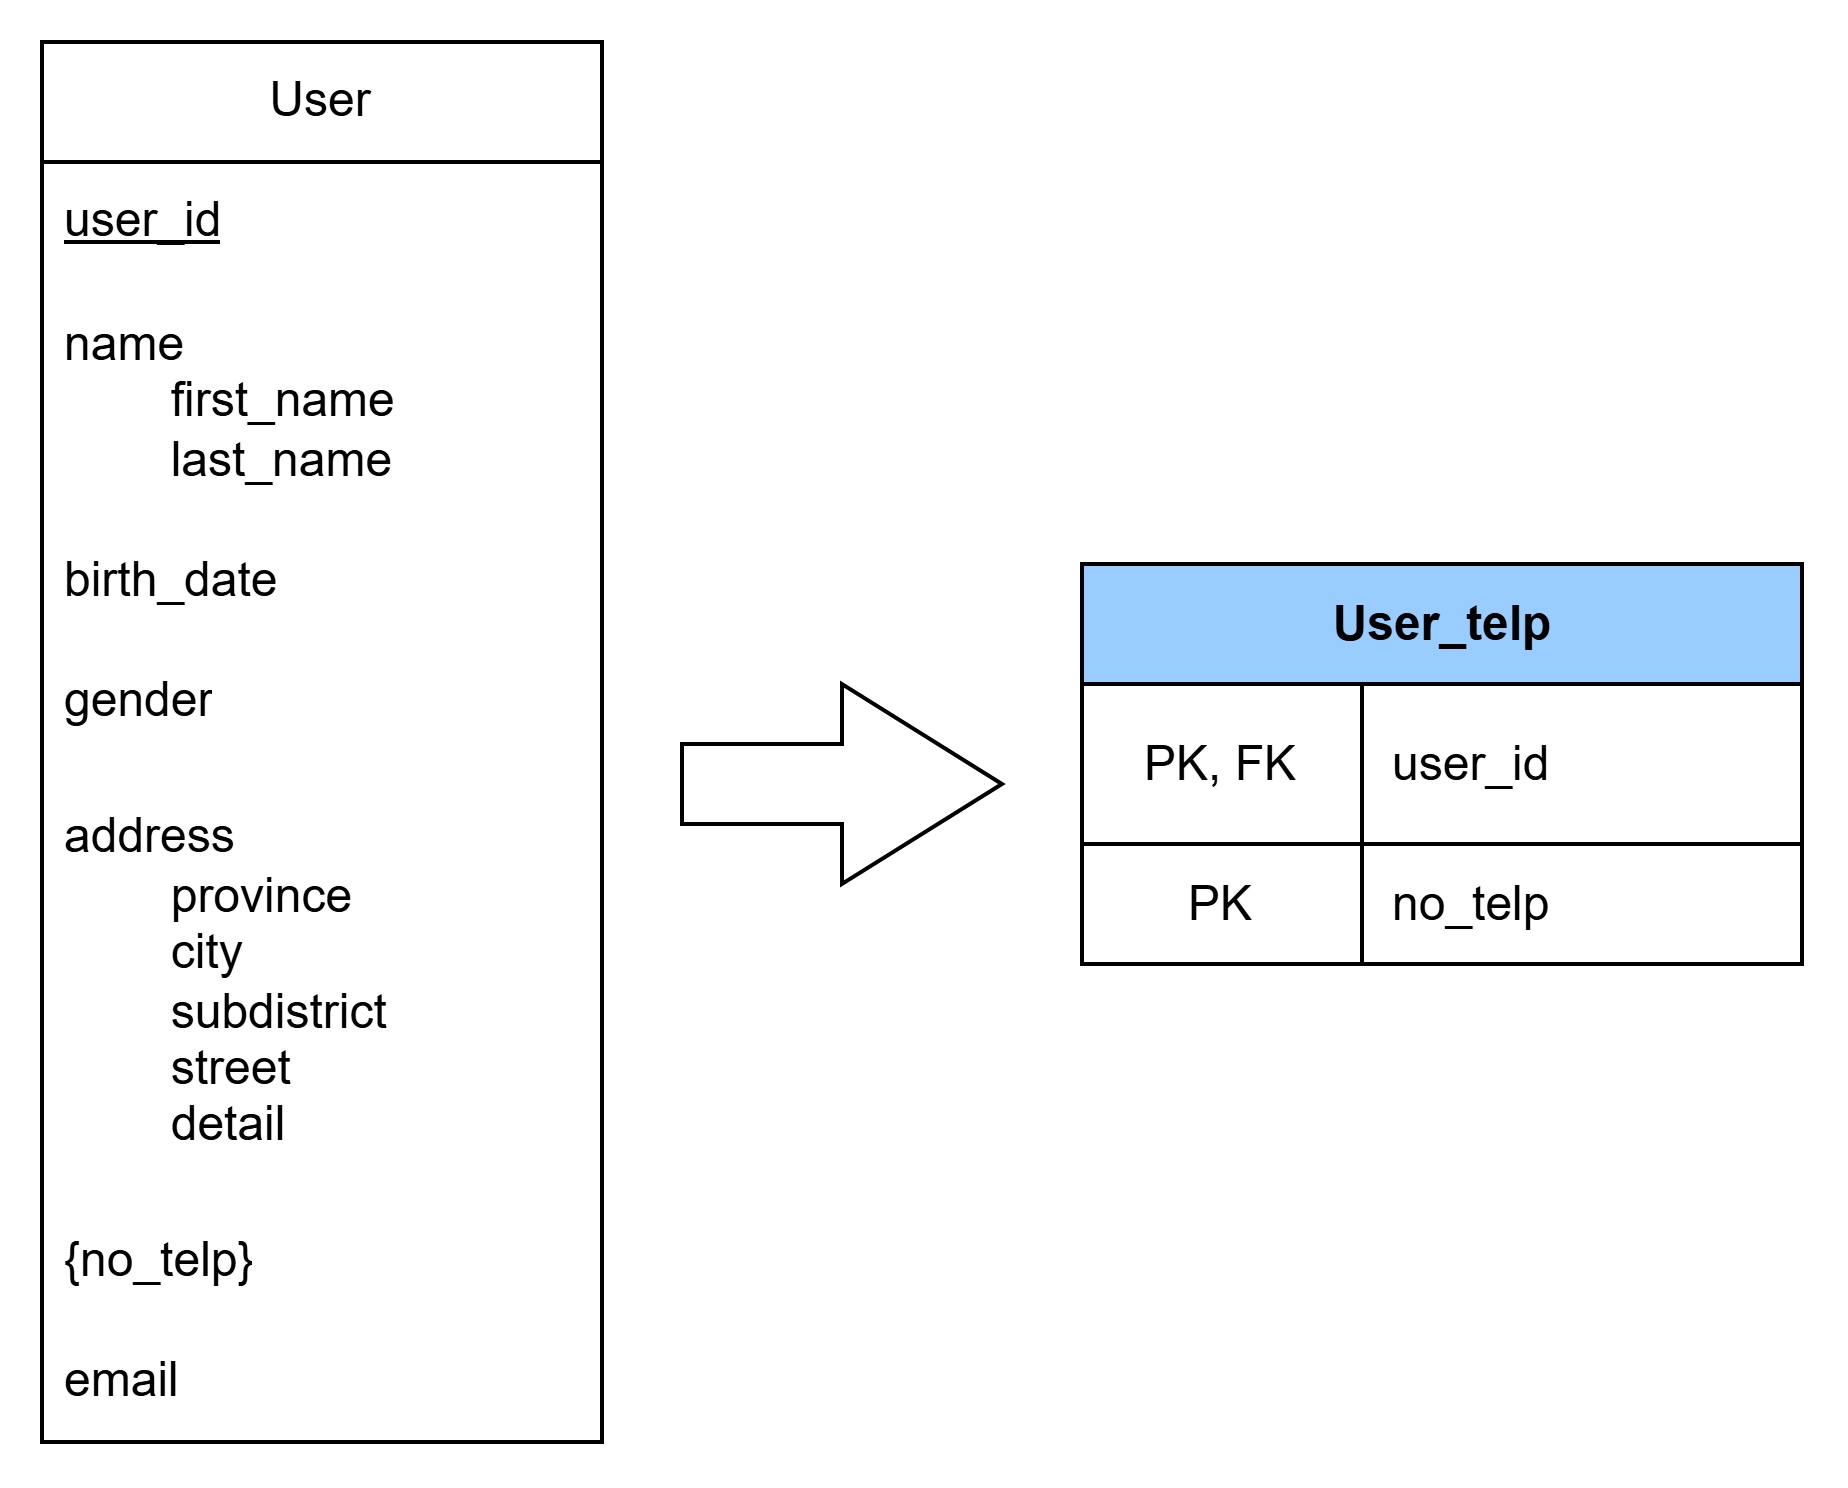 User
user_id
name
first_name
last_name
birth_date
gender
address
province
city
subdistrict
street
detail
{no_telp}
email
User_telp
PK, FK
user_id
PK
no_telp